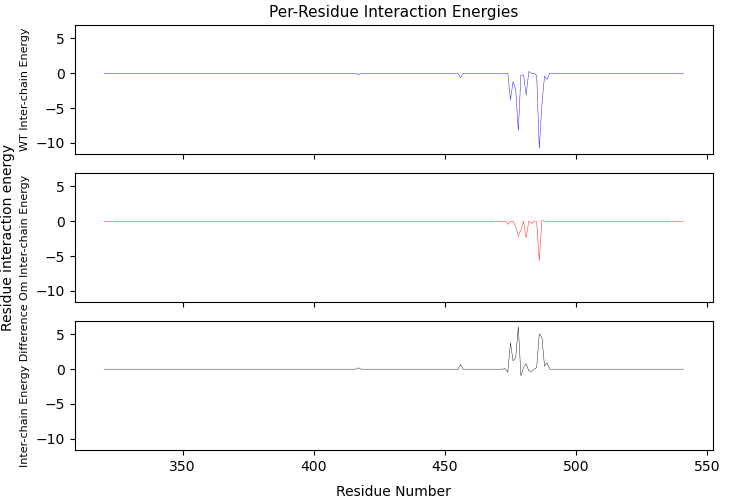 Per-Residue Interaction Energies
Residue interaction energy
WT Inter-chain Energy
5
0
−5
−10
Om Inter-chain Energy
5
0
−5
−10
Inter-chain Energy Difference
5
0
−5
−10
350
400
450
500
550
Residue Number